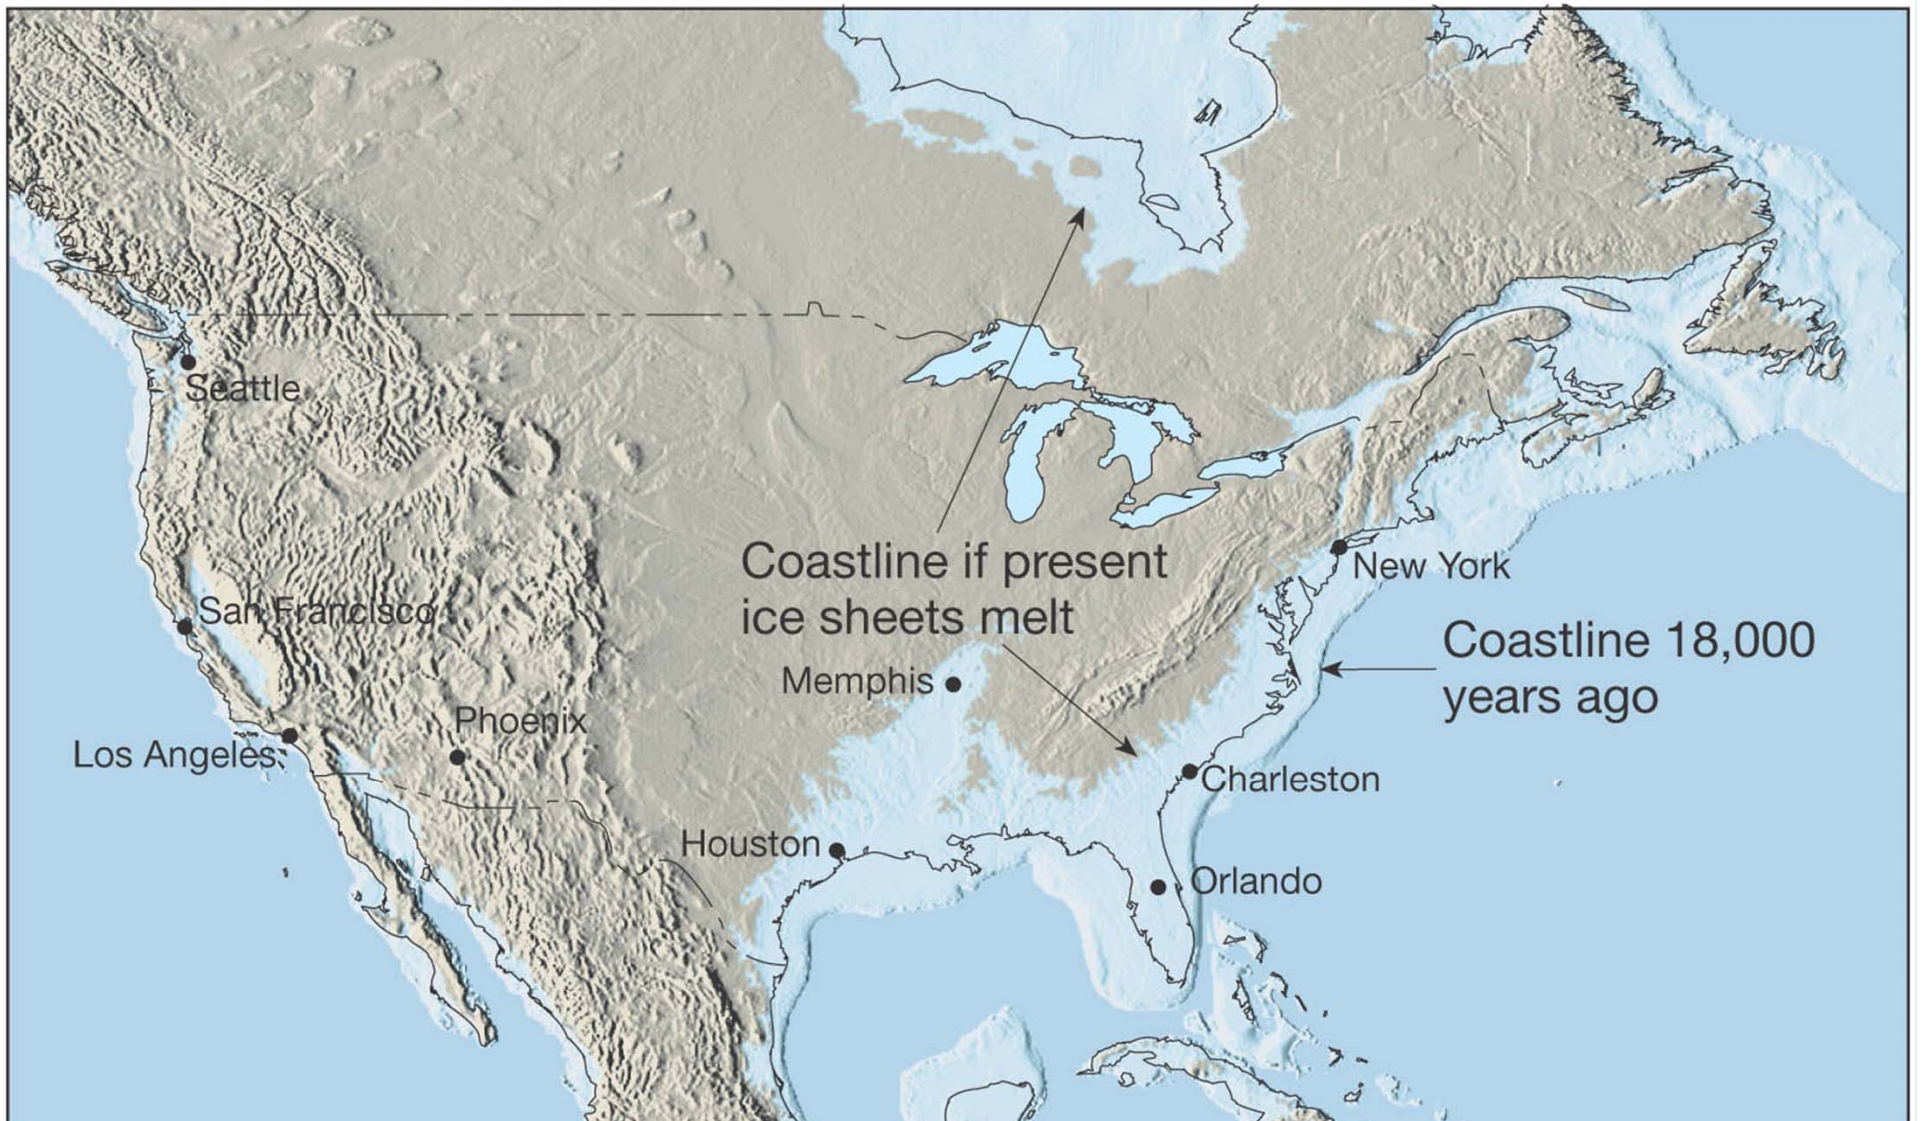 Seattle
Coastline if present
ice sheets melt
New York
San Francisco
Coastline 18,000
years ago
Memphis
Phoenix
Los Angeles
Charleston
Houston
Orlando